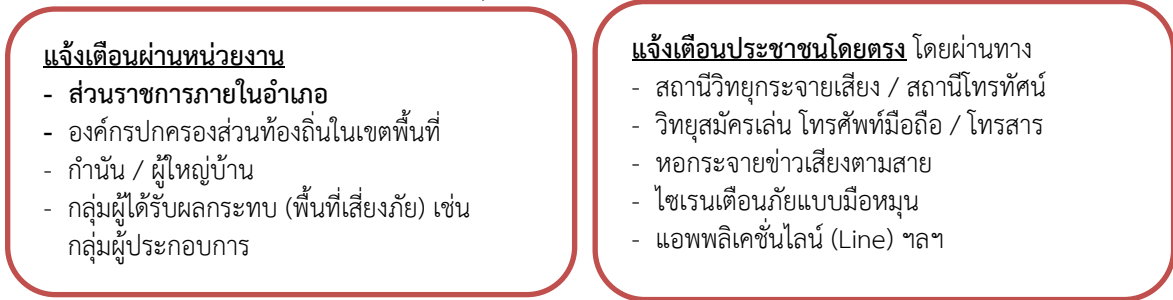 แจ้งเตือนผ่านหน่วยงาน
- ส่วนราชการภายในอำเภอ
- องค์กรปกครองส่วนท้องถิ่นในเขตพื้นที่
- กำนัน / ผู้ใหญ่บ้าน
- กลุ่มผู้ได้รับผลกระทบ (พื้นที่เสี่ยงภัย) เช่น
กลุ่มผู้ประกอบการ
แจ้งเตือนประชาชนโดยตรง โดยผ่านทาง
- สถานีวิทยุกระจายเสียง / สถานีโทรทัศน์
- วิทยุสมัครเล่น โทรศัพท์มือถือ / โทรสาร
- หอกระจายข่าวเสียงตามสาย
- ไซเรนเตือนภัยแบบมือหมุน
- แอพพลิเคชั่นไลน์ (Line) ฯลฯ